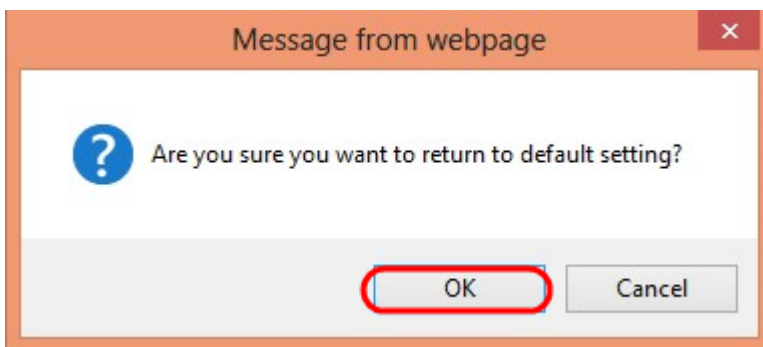 Message from webpage
Are you sure you want to return to default setting?
OK
Cancel